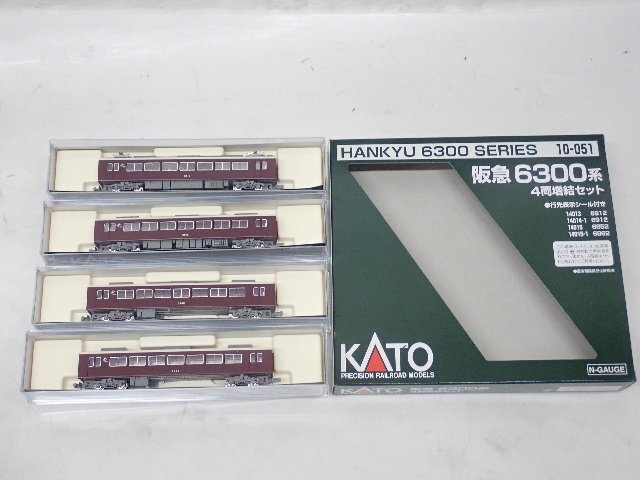 HANKYU 6300 SERIES 10-051
阪急6300系
4両増結セット
●行先表示シール付き
14013 6812
14014-1 6912
14015 6952
14015-1 6962
KATO
PRECISION RAILROAD MODELS
N-GAUGE